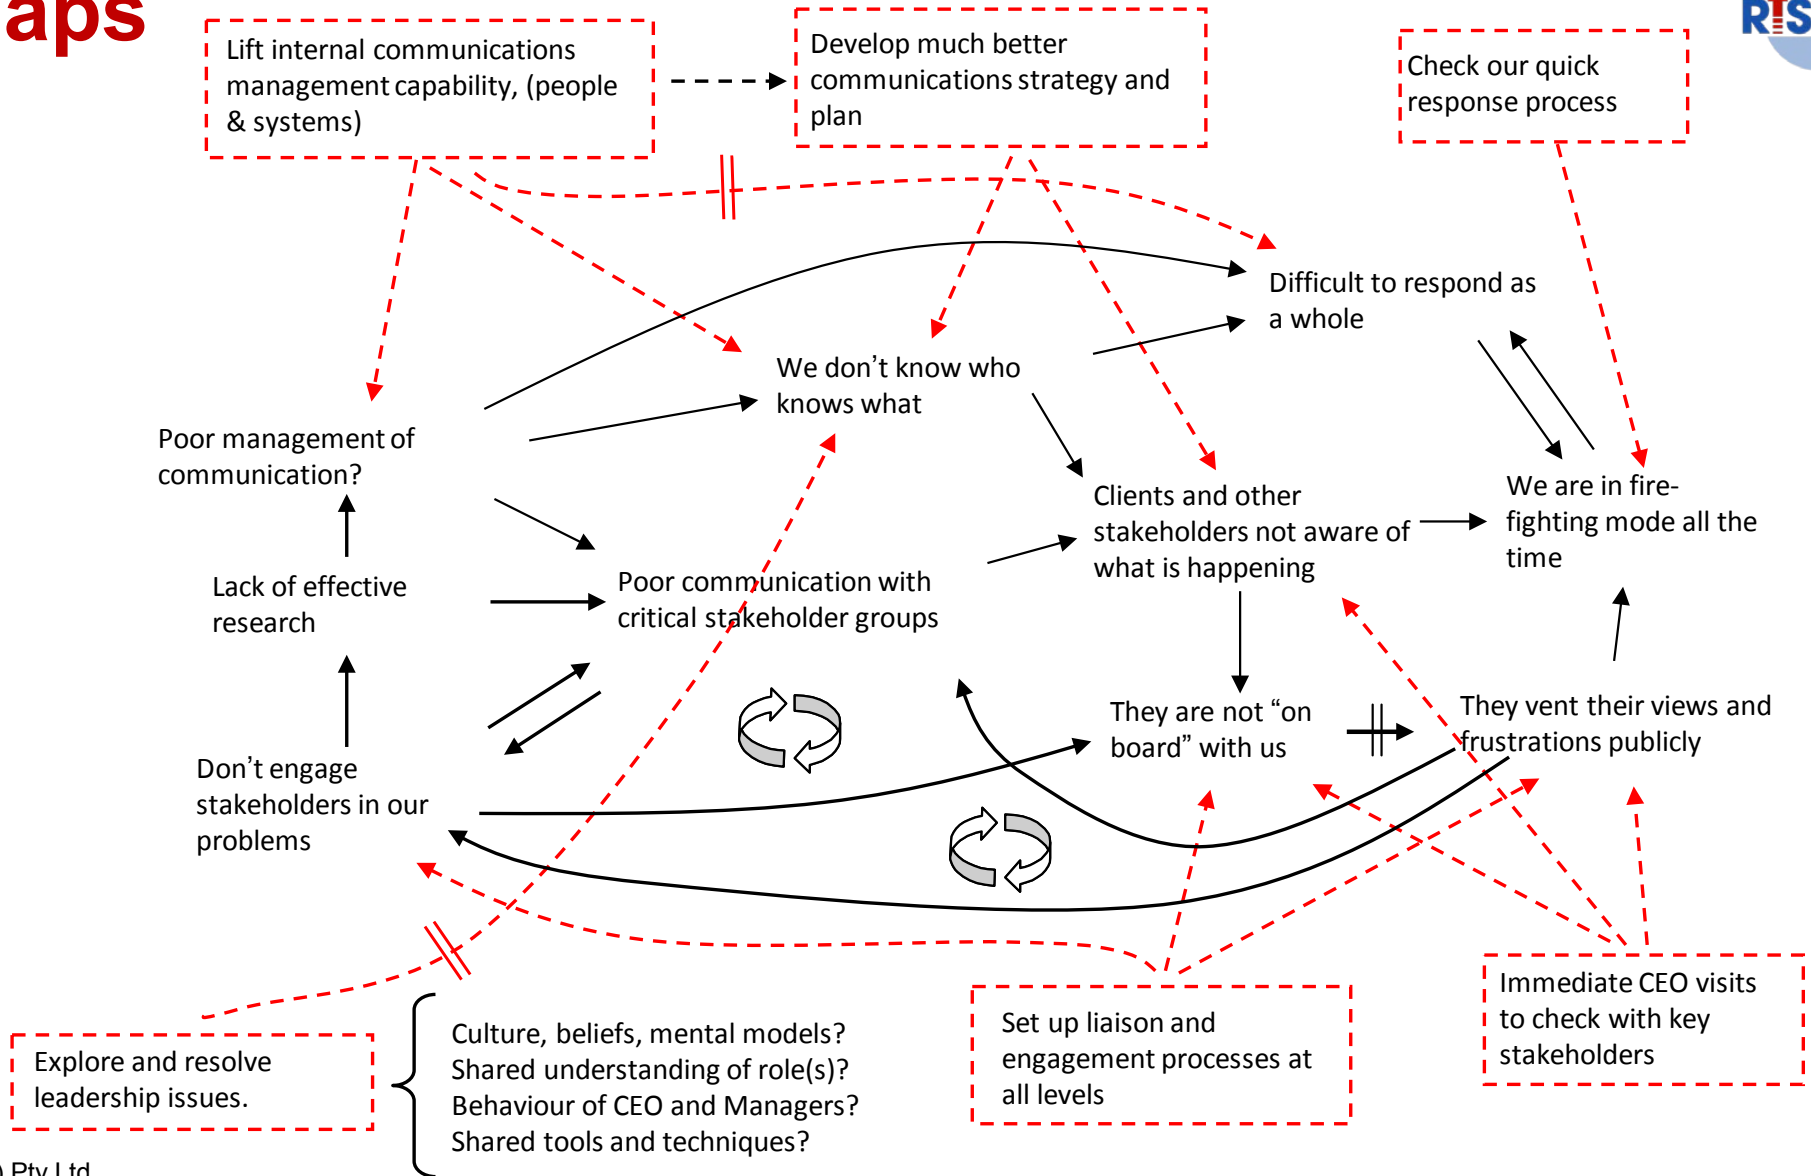 aps
RTS
Lift internal communications
management capability, (people
& systems)
Develop much better
communications strategy and
plan
Check our quick
response process
Difficult to respond as
a whole
We don’t know who
knows what
Poor management of
communication?
Clients and other
stakeholders not aware of
what is happening
We are in fire-
fighting mode all the
time
Lack of effective
research
Poor communication with
critical stakeholder groups
They are not “on
board” with us
They vent their views and
frustrations publicly
Don’t engage
stakeholders in our
problems
Explore and resolve
leadership issues.
Culture, beliefs, mental models?
Shared understanding of role(s)?
Behaviour of CEO and Managers?
Shared tools and techniques?
Set up liaison and
engagement processes at
all levels
Immediate CEO visits
to check with key
stakeholders
) Pty Ltd